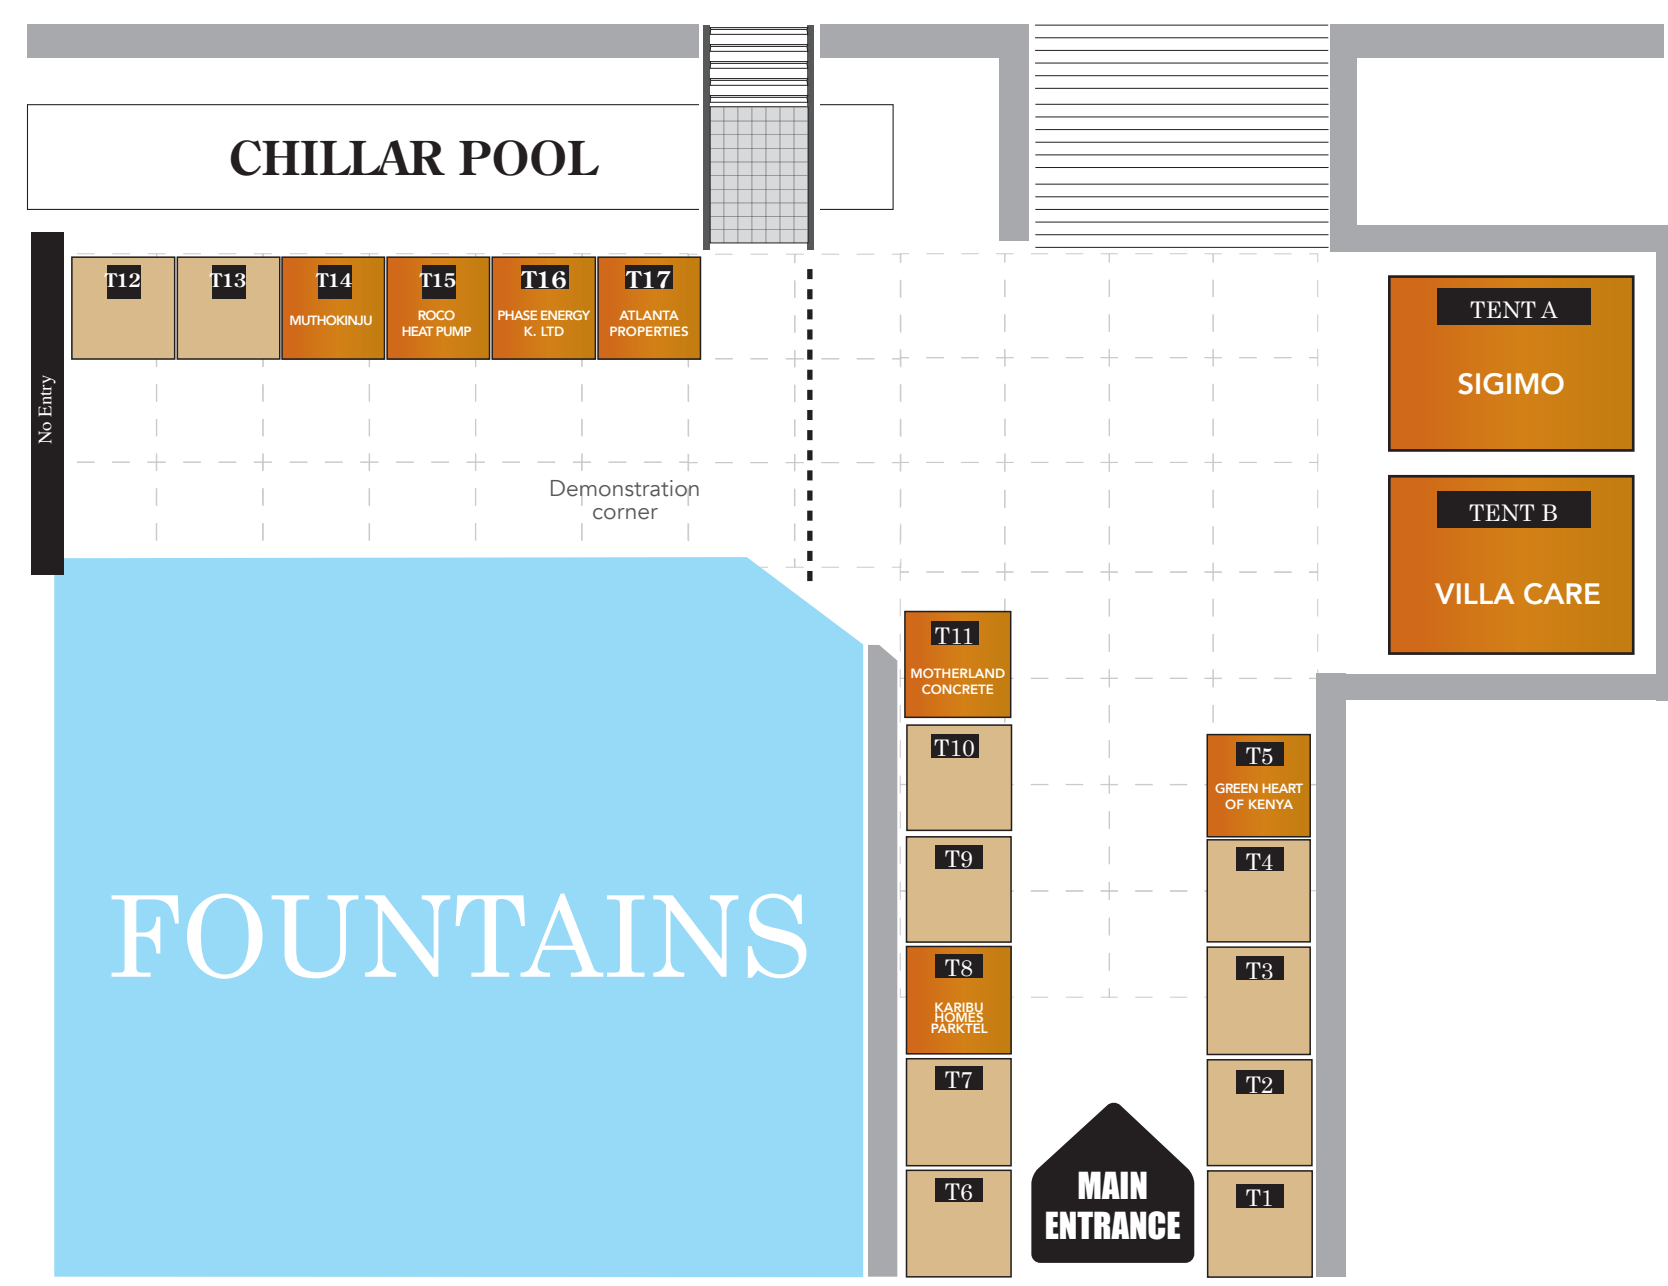 CHILLAR POOL
No Entry
T12
T13
T14
MUTHOKINJU
T15
ROCO
HEAT PUMP
T16
PHASE ENERGY
K. LTD
T17
ATLANTA
PROPERTIES
TENT A
SIGIMO
Demonstration
corner
TENT B
VILLA CARE
T11
MOTHERLAND
CONCRETE
T10
T5
GREEN HEART
OF KENYA
T9
T4
FOUNTAINS
T8
KARIBU
HOMES
PARKTEL
T3
T7
T2
T6
MAIN
ENTRANCE
T1